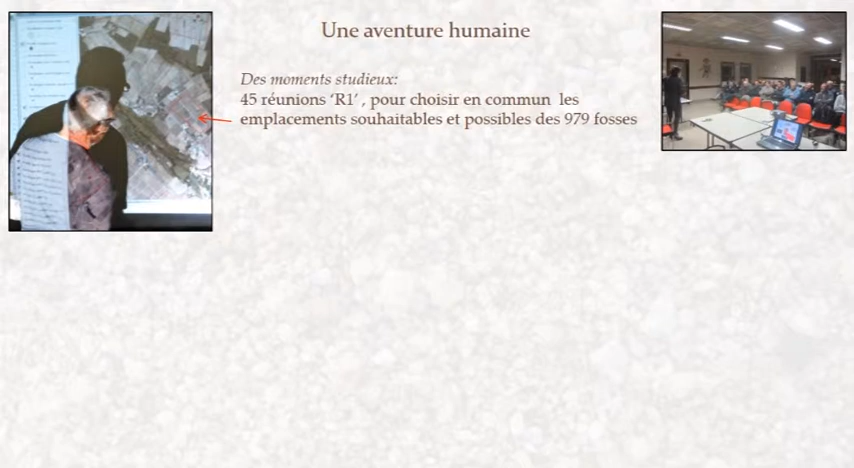 Une aventure humaine
Des moments studieux:
45 réunions ‘R1’ , pour choisir en commun les
emplacements souhaitables et possibles des 979 fosses